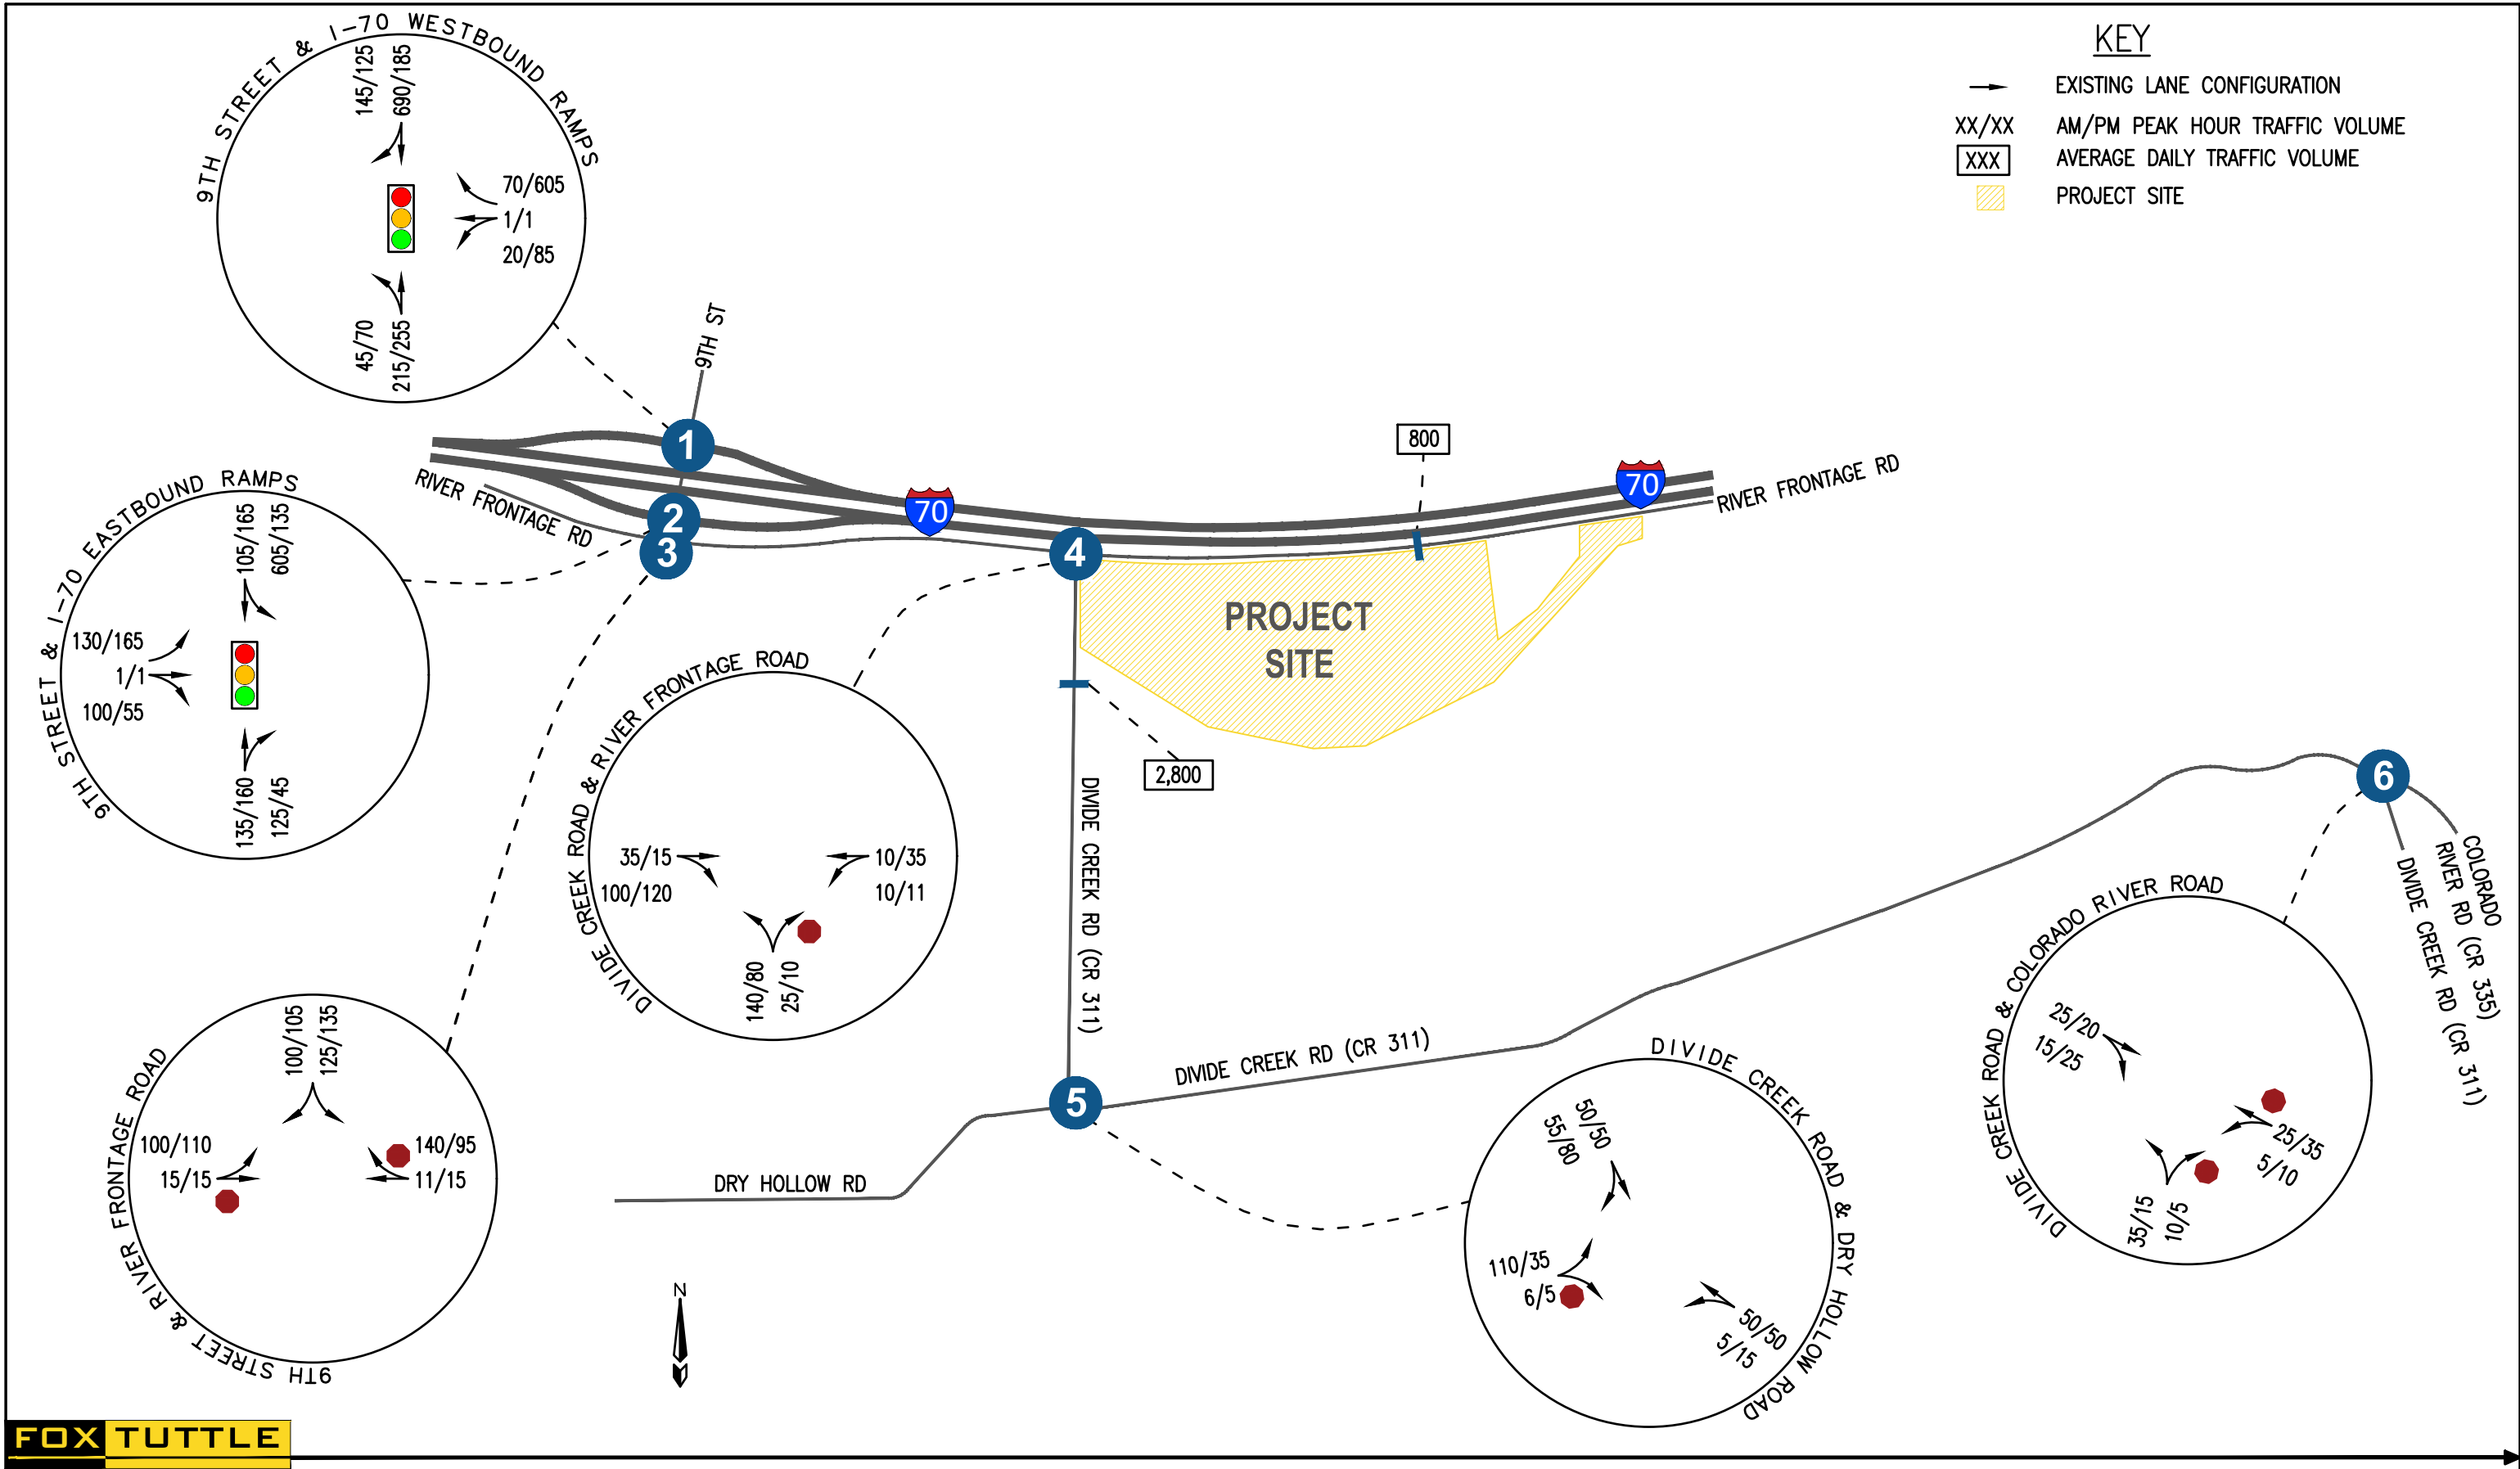 KEY
EXISTING LANE CONFIGURATION
XX/XX AM/PM PEAK HOUR TRAFFIC VOLUME
XXX AVERAGE DAILY TRAFFIC VOLUME
PROJECT SITE
9TH STREET & I-70 WESTBOUND RAMPS
145/125
690/185
70/605
1/1
20/85
45/70
215/255
9TH ST
1
2
3
RIVER FRONTAGE RD
70
4
800
70
RIVER FRONTAGE RD
PROJECT
SITE
9TH STREET & I-70 EASTBOUND RAMPS
105/165
605/135
130/165
1/1
100/55
135/160
125/45
DIVIDE CREEK ROAD & RIVER FRONTAGE ROAD
35/15
100/120
10/35
10/11
140/80
25/10
2,800
DIVIDE CREEK RD (CR 311)
6
COLORADO
RIVER RD (CR 335)
DIVIDE CREEK RD (CR 311)
9TH STREET & RIVER FRONTAGE ROAD
100/105
125/135
100/110
15/15
140/95
11/15
5
DIVIDE CREEK RD (CR 311)
DRY HOLLOW RD
N
DIVIDE CREEK ROAD & DRY HOLLOW ROAD
50/50
55/80
110/35
6/5
50/50
5/15
DIVIDE CREEK ROAD & COLORADO RIVER ROAD
25/20
15/25
25/35
5/10
35/15
10/5
FOX TUTTLE